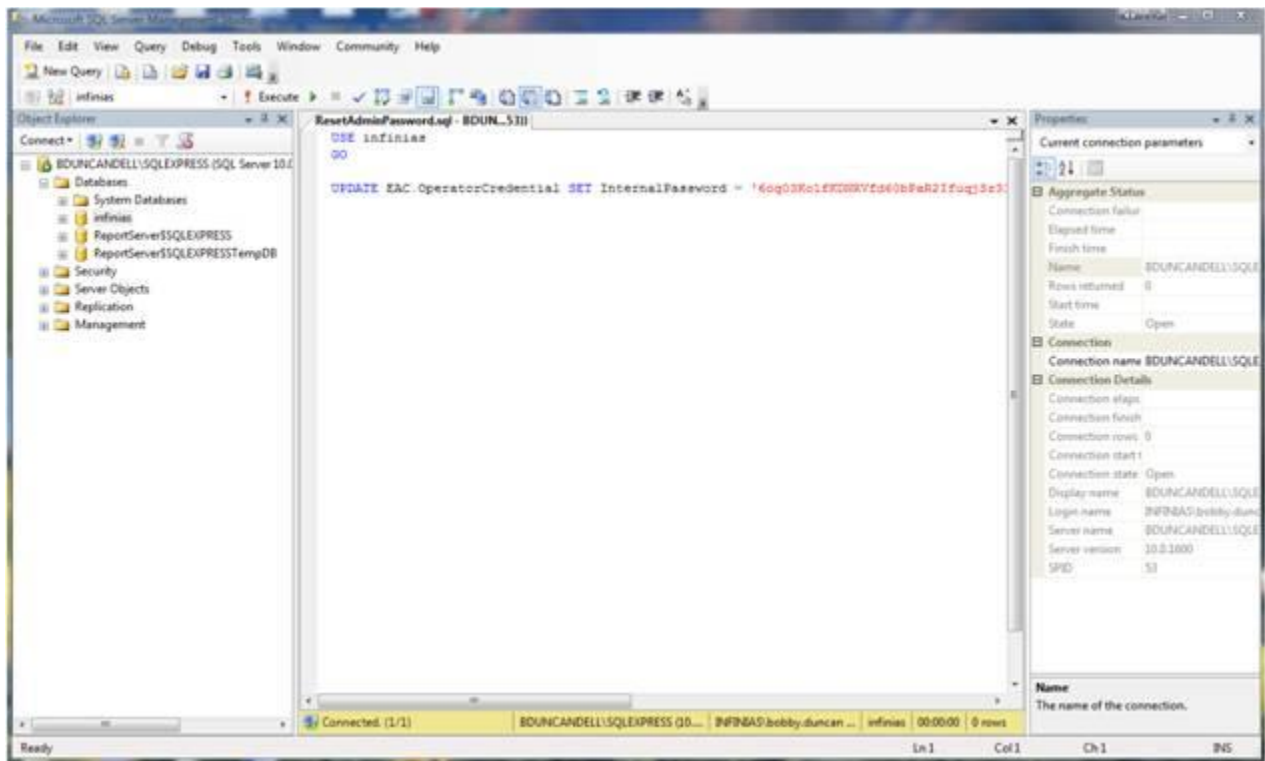 Microsoft SQL Server Management Studio
File Edit View Query Debug Tools Window Community Help
New Query
infinias Execute
Object Explorer
Connect
BDUNCANDELL\SQLEXPRESS (SQL Server 10.0
Databases
System Databases
infinias
ReportServer$SQLEXPRESS
ReportServer$SQLEXPRESSTempDB
Security
Server Objects
Replication
Management
ResetAdminPassword.sql - BDUN...53))
USE infinias
GO
UPDATE EAC.OperatorCredential SET InternalPassword =
Connected. (1/1) BDUNCANDELL\SQLEXPRESS (10.... INFINIAS\bobby.duncan ... infinias 00:00:00 0 rows
Properties
Current connection parameters
Aggregate Status
Connection failur
Elapsed time
Finish time
Name BDUNCANDELL\SQLE
Rows returned 0
Start time
State Open
Connection
Connection name BDUNCANDELL\SQLE
Connection Details
Connection elaps
Connection finish
Connection rows 0
Connection start t
Connection state Open
Display name BDUNCANDELL\SQLE
Login name INFINIAS\bobby.dunc
Server name BDUNCANDELL\SQLE
Server version 10.0.1600
SPID 53
Name
The name of the connection.
Ready Ln 1 Col 1 Ch 1 INS